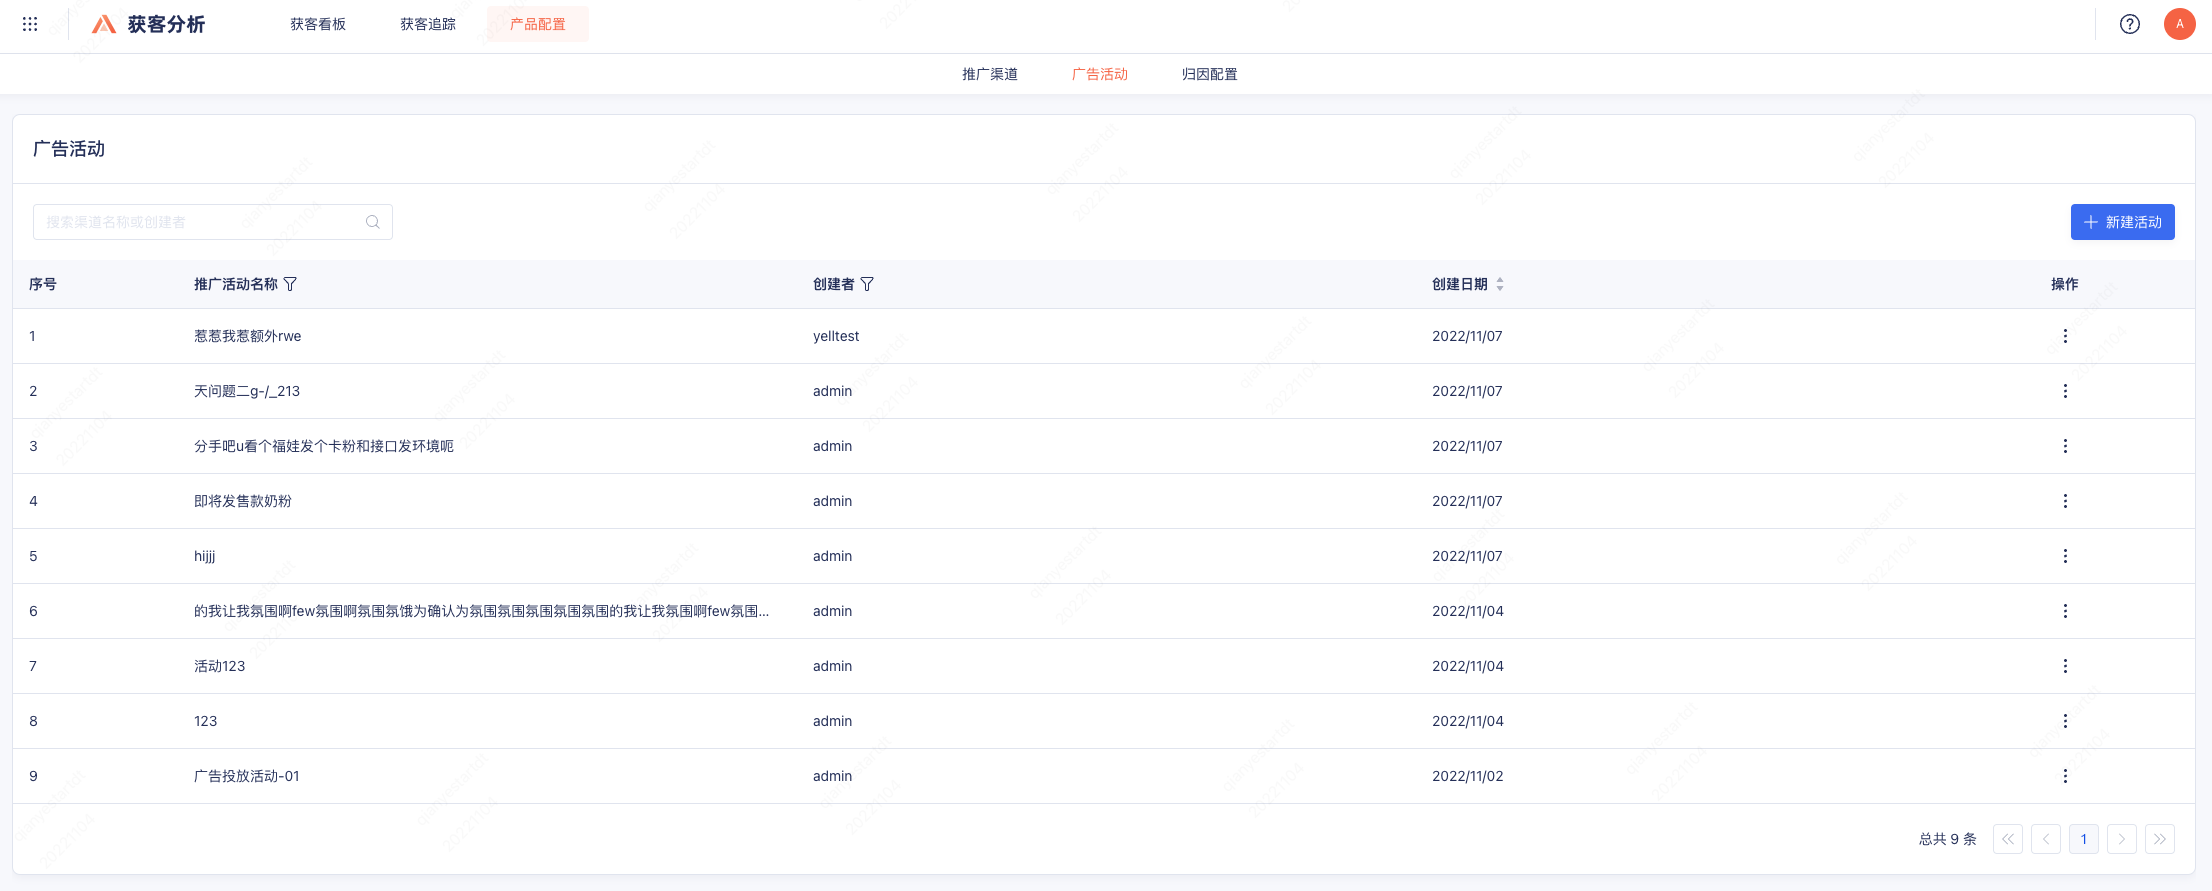 获客分析 获客看板 获客追踪 产品配置 A
推广渠道 广告活动 归因配置
广告活动
搜索渠道名称或创建者 新建活动
序号 推广活动名称 创建者 创建日期 操作
1 惹惹我惹额外rwe yelltest 2022/11/07
2 天问题二g-/_213 admin 2022/11/07
3 分手吧u看个福娃发个卡粉和接口发环境呃 admin 2022/11/07
4 即将发售款奶粉 admin 2022/11/07
5 hijjj admin 2022/11/07
6 的我让我氛围啊few氛围啊氛围氛饿为确认为氛围氛围氛围氛围氛围的我让我氛围啊few氛围... admin 2022/11/04
7 活动123 admin 2022/11/04
8 123 admin 2022/11/04
9 广告投放活动-01 admin 2022/11/02
总共 9 条 1